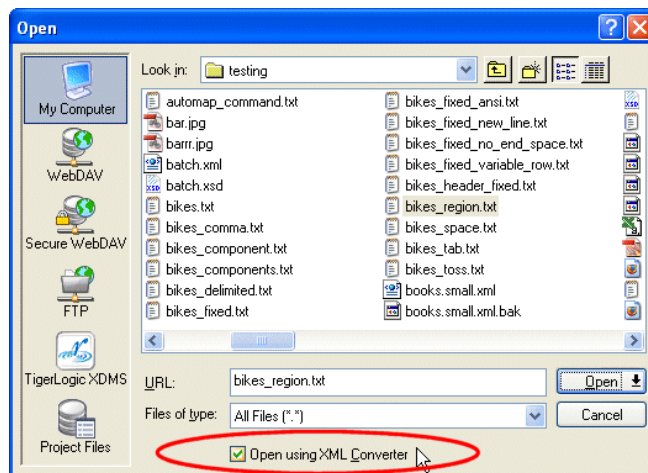 Open
Look in: testing
My Computer
WebDAV
Secure WebDAV
FTP
TigerLogic XDMS
Project Files
automap_command.txt
bar.jpg
barrr.jpg
batch.xml
batch.xsd
bikes.txt
bikes_comma.txt
bikes_component.txt
bikes_components.txt
bikes_delimited.txt
bikes_fixed.txt
bikes_fixed_ansi.txt
bikes_fixed_new_line.txt
bikes_fixed_no_end_space.txt
bikes_fixed_variable_row.txt
bikes_header_fixed.txt
bikes_region.txt
bikes_space.txt
bikes_tab.txt
bikes_toss.txt
books.small.xml
books.small.xml.bak
URL: bikes_region.txt
Open
Files of type: All Files (*.*)
Cancel
Open using XML Converter